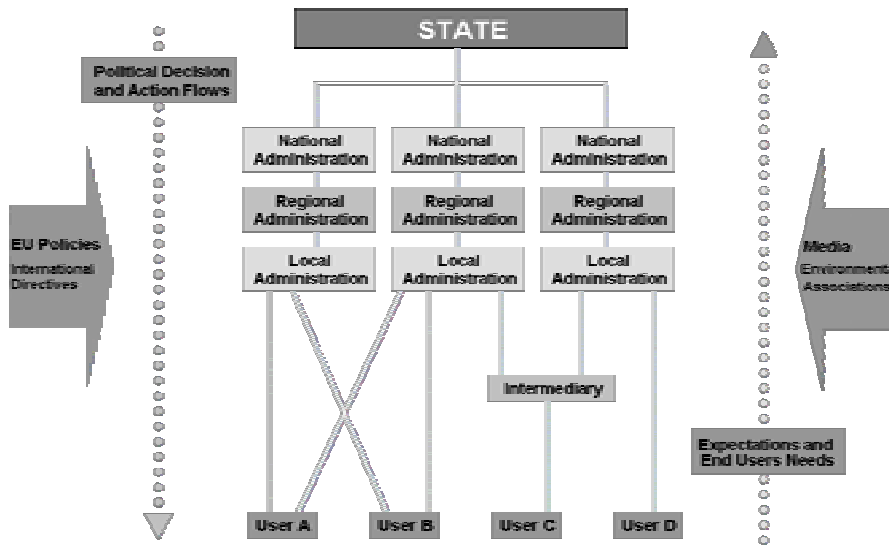 STATE
Political Decision
and Action Flows
National
Administration
National
Administration
National
Administration
Regional
Administration
Regional
Administration
Regional
Administration
EU Policies
International
Directives
Local
Administration
Local
Administration
Local
Administration
Media
Environment
Associations
Intermediary
Expectations and
End Users Needs
User A
User B
User C
User D